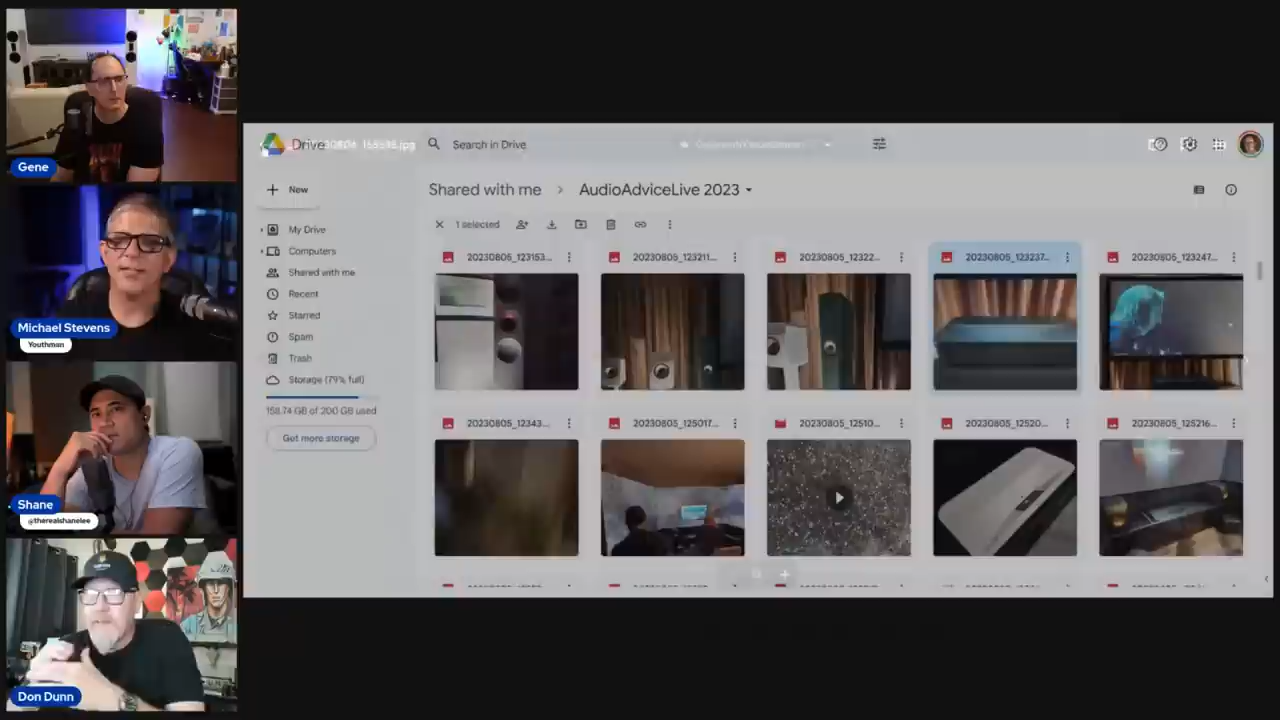 Gene
Michael Stevens
Youthman
Shane
@therealshanelee
Don Dunn
Drive
Search in Drive
New
My Drive
Computers
Shared with me
Recent
Starred
Spam
Trash
Storage (79% full)
158.74 GB of 200 GB used
Get more storage
Shared with me > AudioAdviceLive 2023
1 selected
20230805_123153...
20230805_123211...
20230805_12322...
20230805_123237...
20230805_123247...
20230805_12343...
20230805_125017...
20230805_12510...
20230805_12520...
20230805_125216...